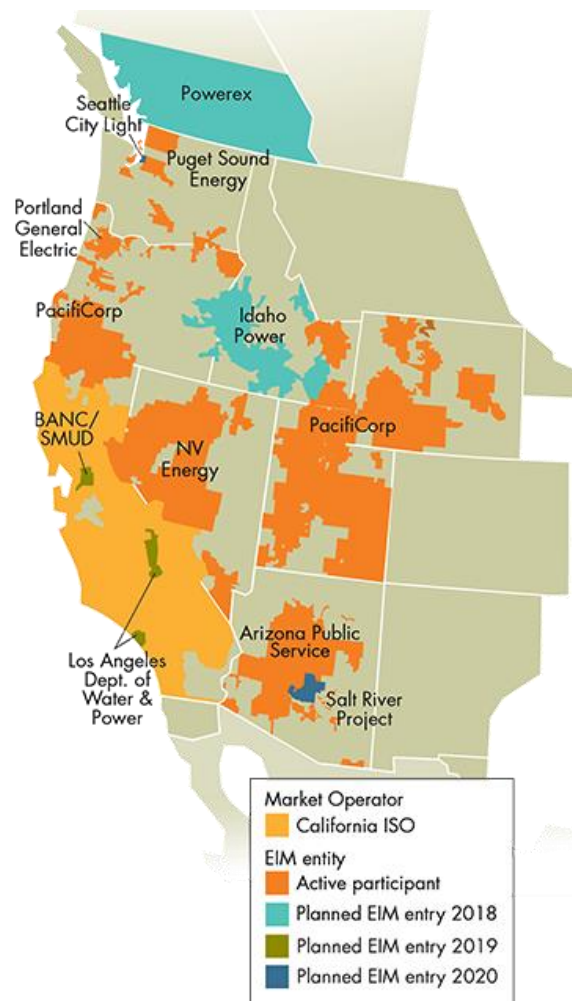 Powerex
Seattle
City Light
Puget Sound
Energy
Portland
General
Electric
PacifiCorp
Idaho
Power
BANC/
SMUD
NV
Energy
PacifiCorp
Los Angeles
Dept. of
Water &
Power
Arizona Public
Service
Salt River
Project
Market Operator
California ISO
EIM entity
Active participant
Planned EIM entry 2018
Planned EIM entry 2019
Planned EIM entry 2020